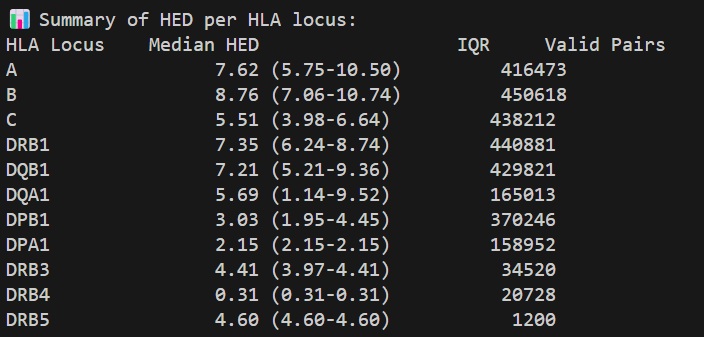 📊 Summary of HED per HLA locus:
HLA Locus    Median HED                  IQR      Valid Pairs
A                  7.62 (5.75-10.50)         416473
B                  8.76 (7.06-10.74)         450618
C                  5.51 (3.98-6.64)         438212
DRB1               7.35 (6.24-8.74)         440881
DQB1               7.21 (5.21-9.36)         429821
DQA1               5.69 (1.14-9.52)         165013
DPB1               3.03 (1.95-4.45)         370246
DPA1               2.15 (2.15-2.15)         158952
DRB3               4.41 (3.97-4.41)          34520
DRB4               0.31 (0.31-0.31)          20728
DRB5               4.60 (4.60-4.60)           1200